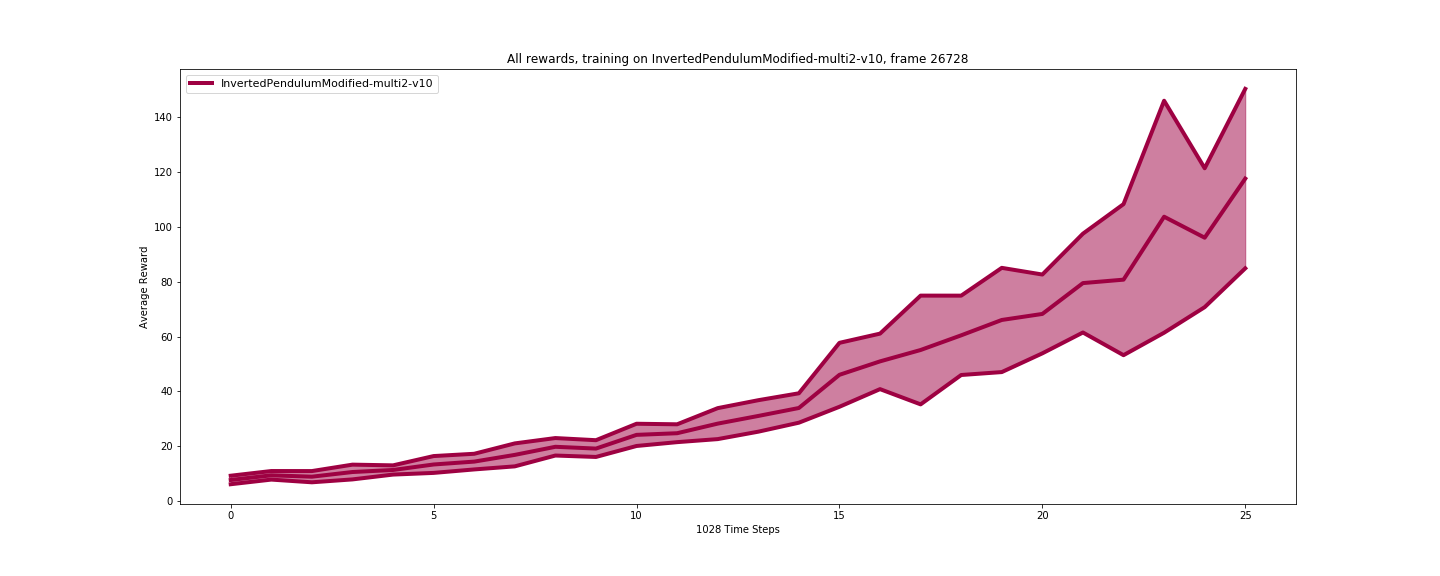 All rewards, training on InvertedPendulumModified-multi2-v10, frame 26728
InvertedPendulumModified-multi2-v10
Average Reward
140
120
100
80
60
40
20
0
0 5 10 15 20 25
1028 Time Steps